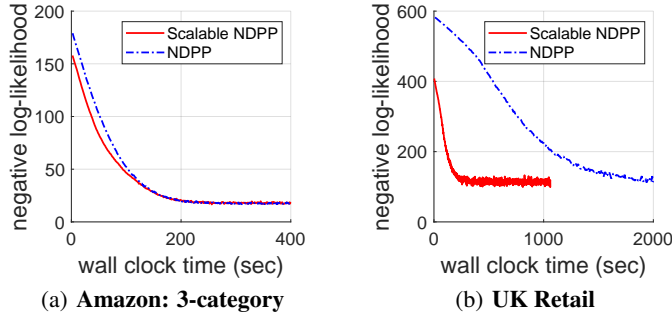 negative log-likelihood
200
150
100
50
0
Scalable NDPP
NDPP
0 200 400
wall clock time (sec)
(a) Amazon: 3-category
negative log-likelihood
600
400
200
0
Scalable NDPP
NDPP
0 1000 2000
wall clock time (sec)
(b) UK Retail